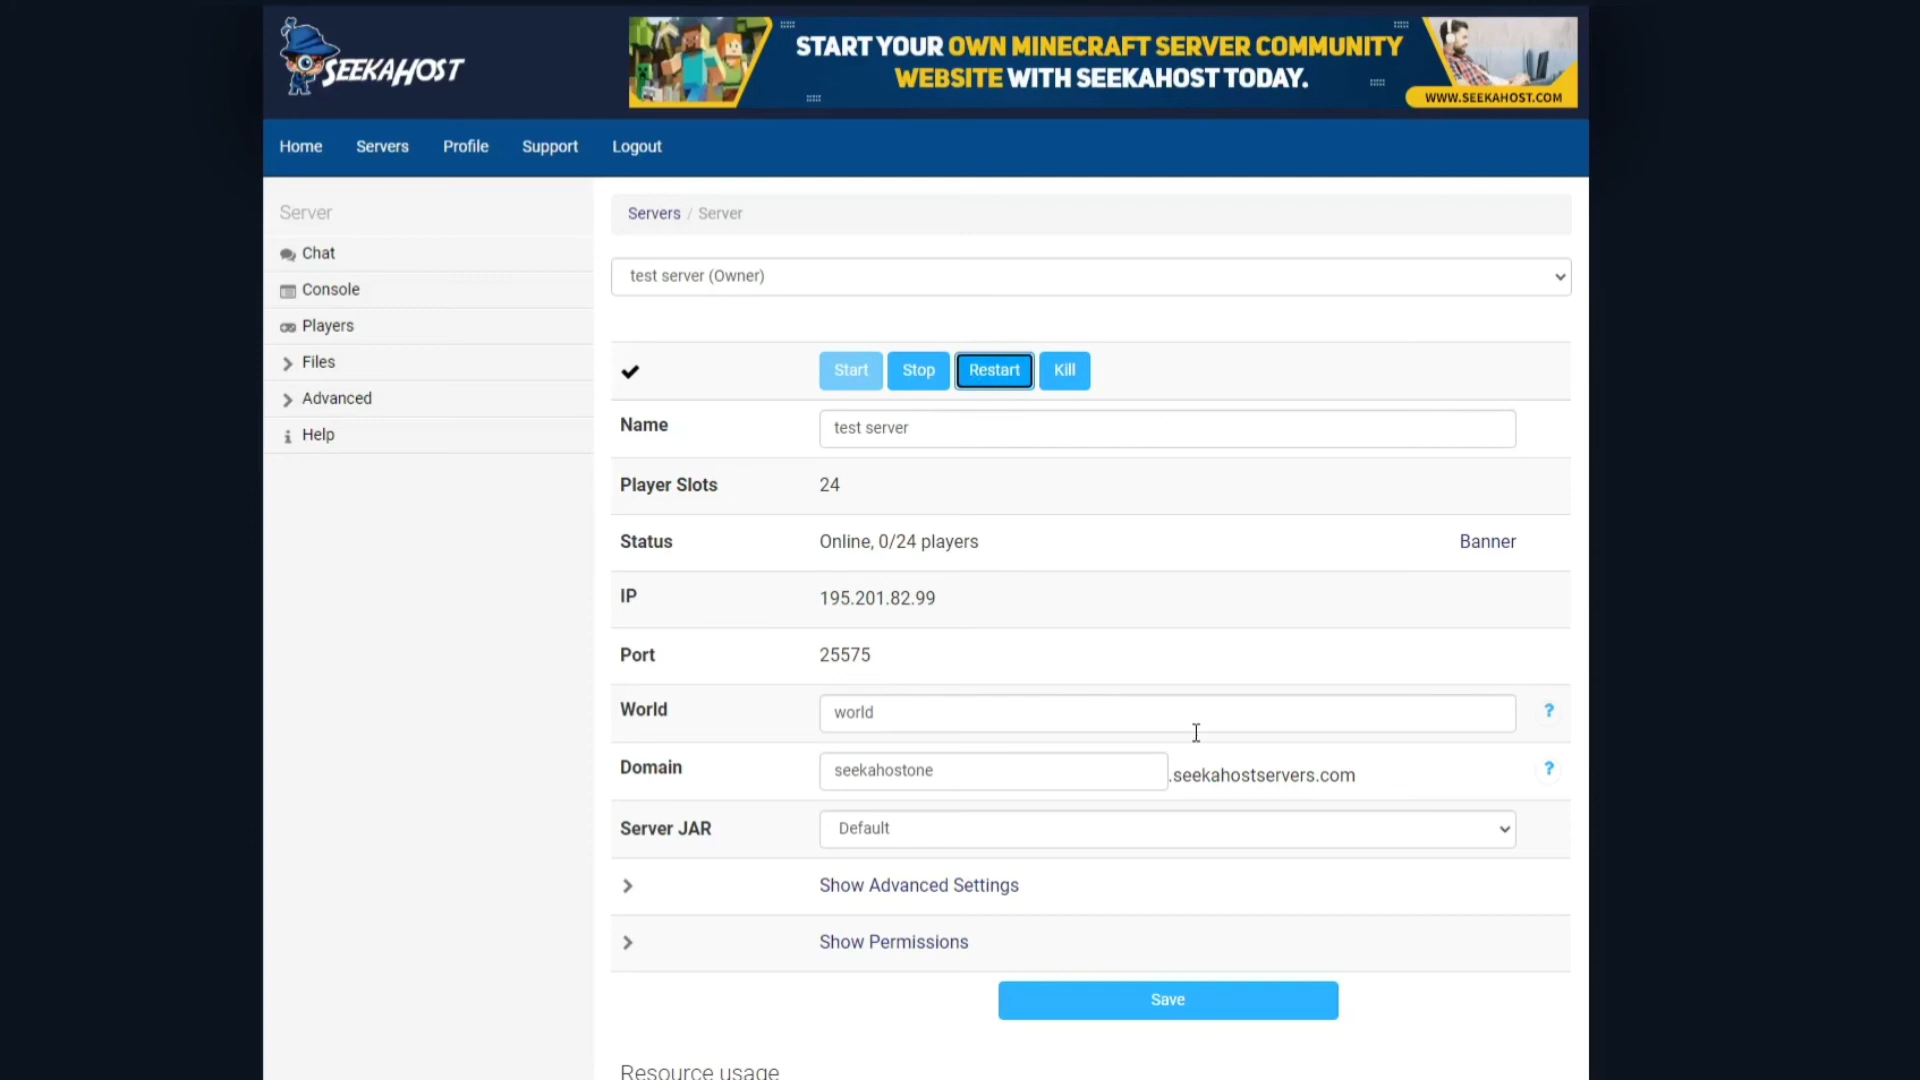 SEEKAHOST
START YOUR OWN MINECRAFT SERVER COMMUNITY
WEBSITE WITH SEEKAHOST TODAY.
WWW.SEEKAHOST.COM
Home Servers Profile Support Logout
Server
Chat
Console
Players
Files
Advanced
Help
Servers / Server
test server (Owner)
Start Stop Restart Kill
Name test server
Player Slots 24
Status Online, 0/24 players Banner
IP 195.201.82.99
Port 25575
World world ?
Domain seekahostone .seekahostservers.com ?
Server JAR Default
Show Advanced Settings
Show Permissions
Save
Resource usage